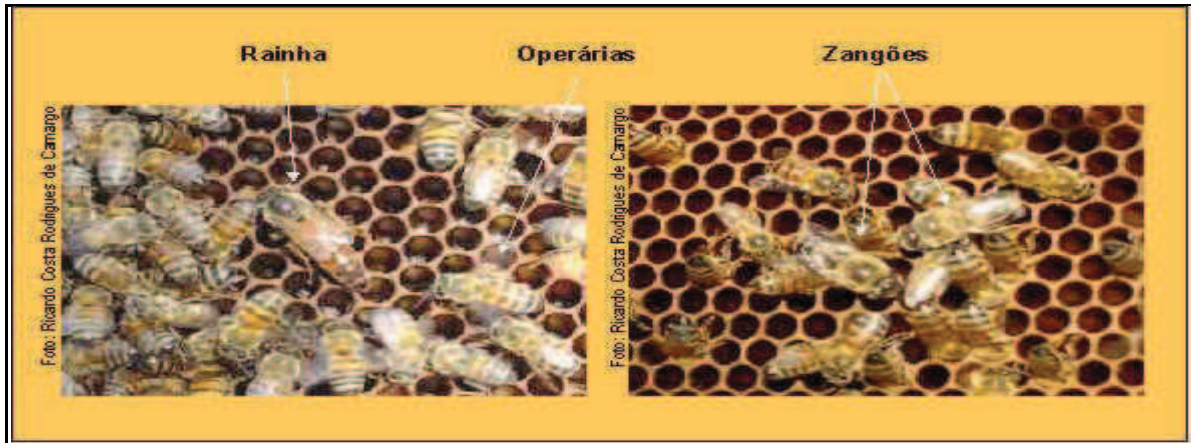 Rainha
Operárias
Zangões
Foto: Ricardo Costa Rodrigues de Camargo
Foto: Ricardo Costa Rodrigues de Camargo